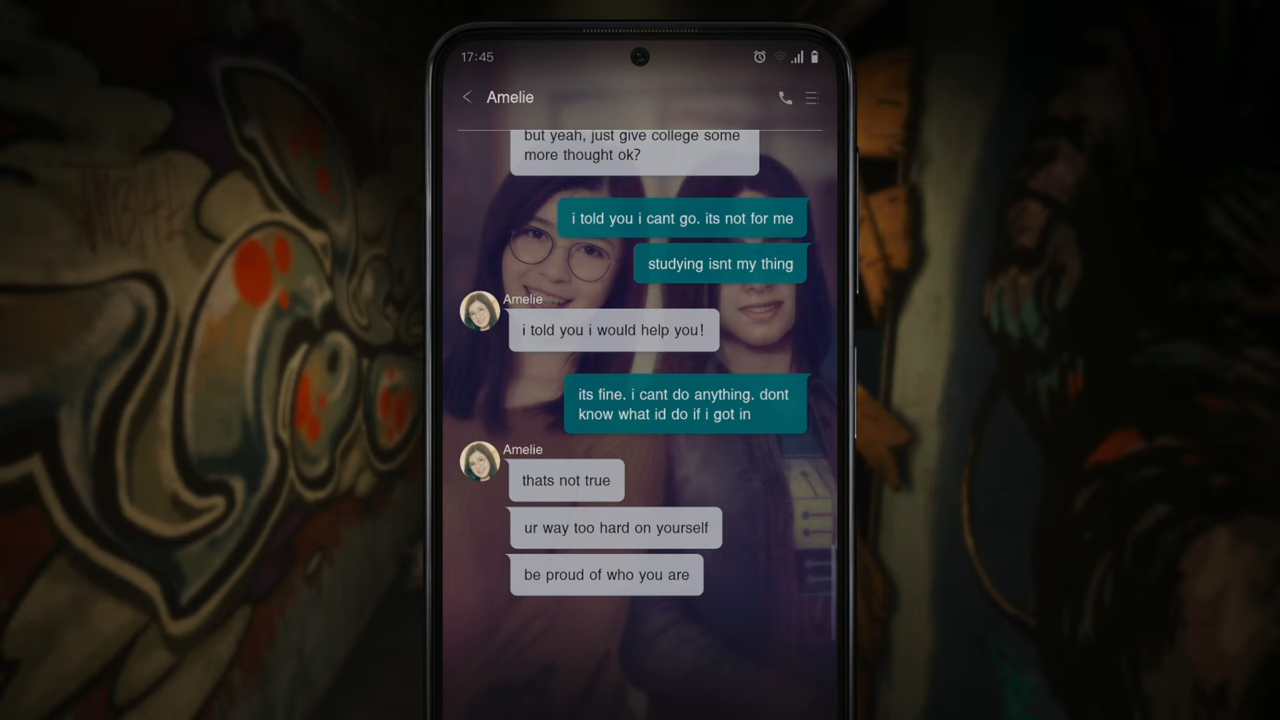 17:45
Amelie
but yeah, just give college some
more thought ok?
i told you i cant go. its not for me
studying isnt my thing
Amelie
i told you i would help you!
its fine. i cant do anything. dont
know what id do if i got in
Amelie
thats not true
ur way too hard on yourself
be proud of who you are